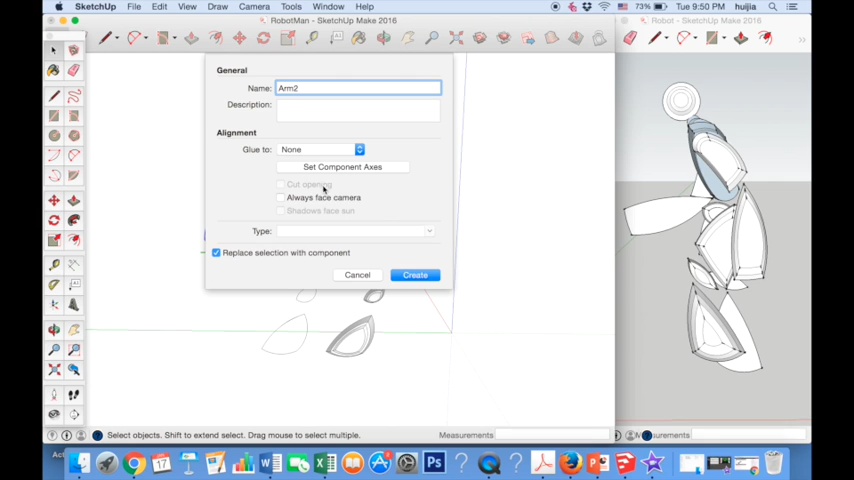 SketchUp File Edit View Draw Camera Tools Window Help 73% Tue 9:50 PM huijia
RobotMan - SketchUp Make 2016
Robot - SketchUp Make 2016
General
Name: Arm2
Description:
Alignment
Glue to: None
Set Component Axes
Cut opening
Always face camera
Shadows face sun
Type:
Replace selection with component
Cancel Create
Select objects. Shift to extend select. Drag mouse to select multiple. Measurements
17
Ps